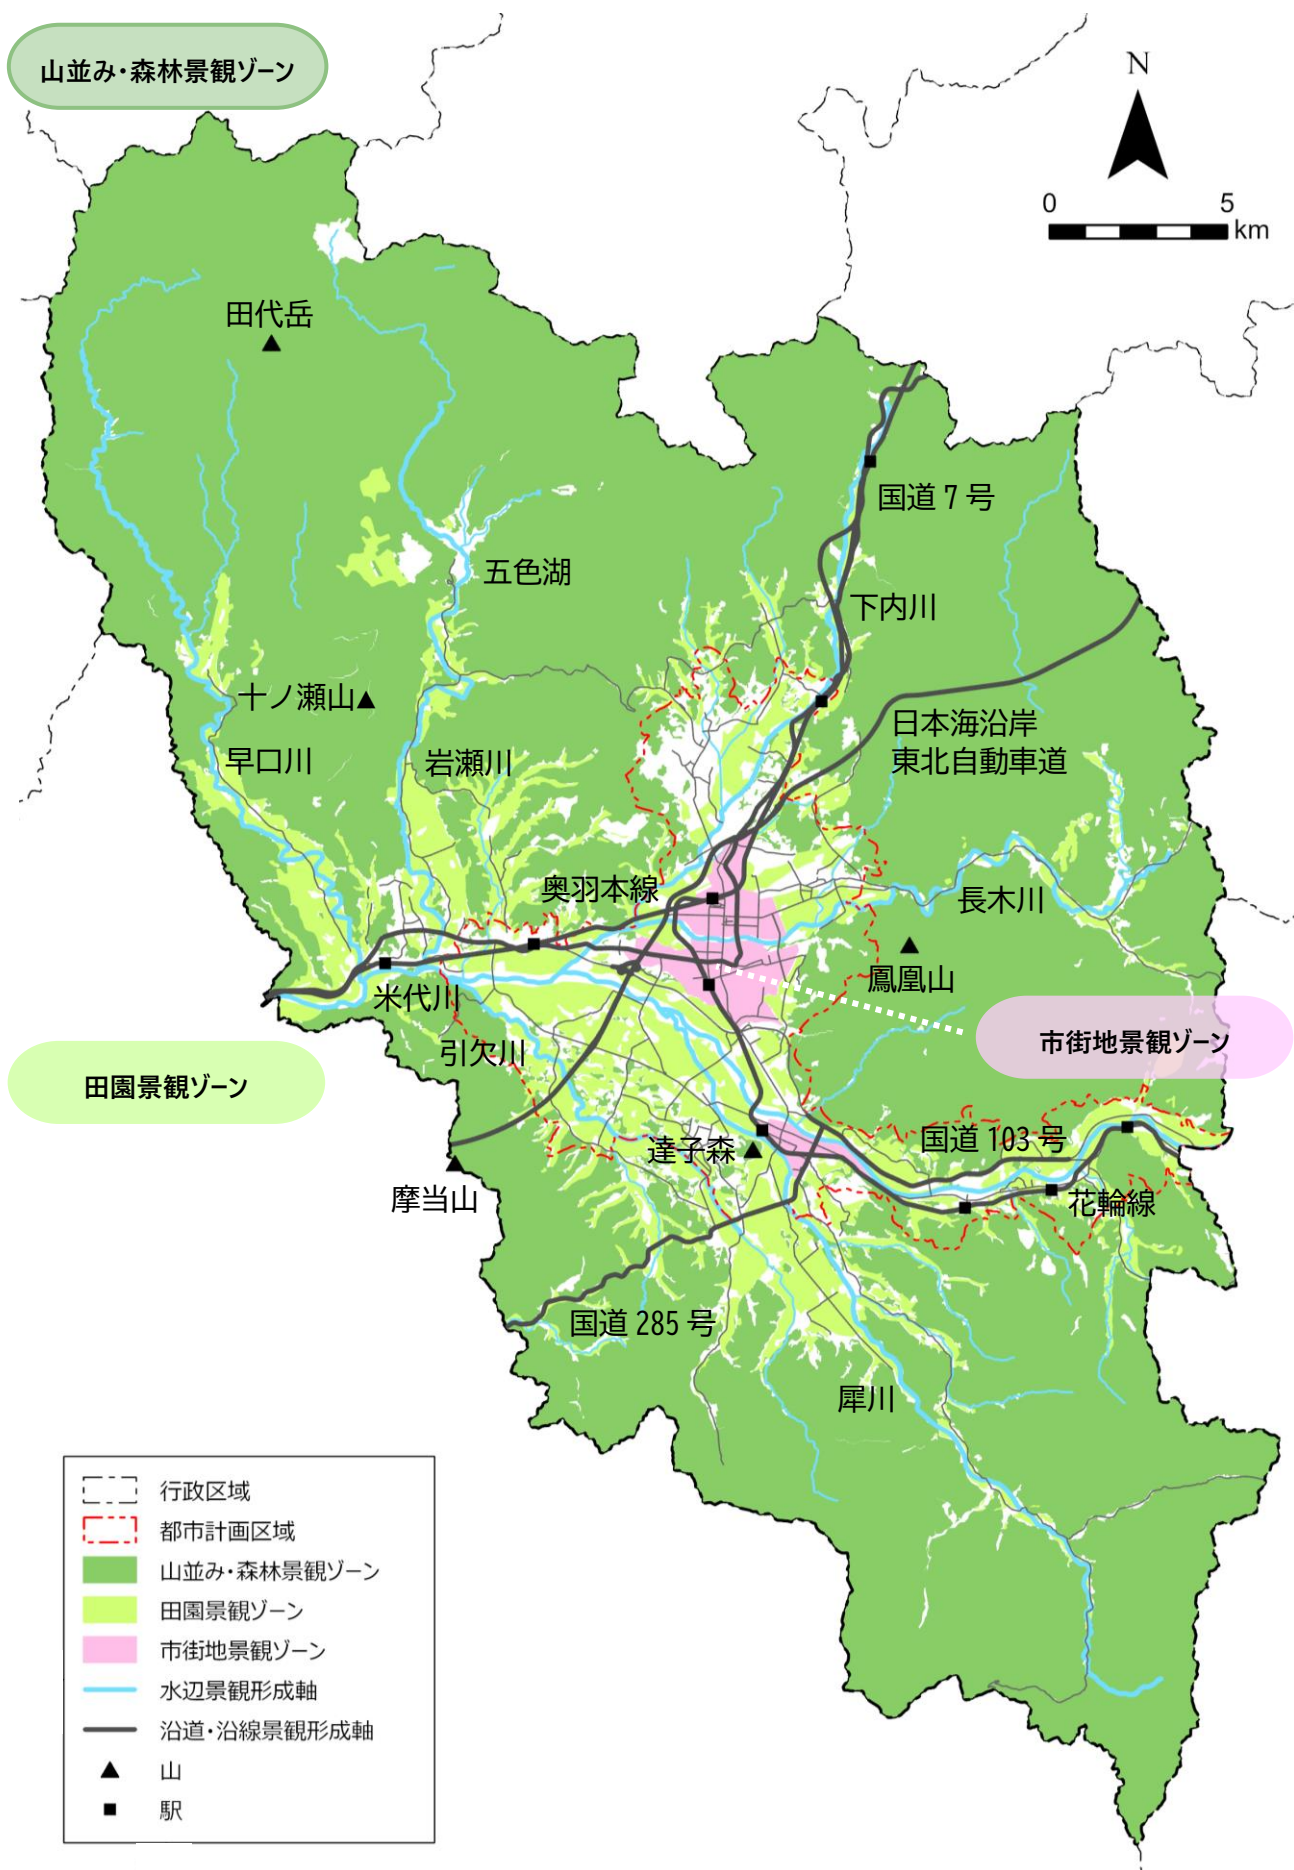 山並み・森林景観ゾーン
N
0 5
km
田代岳
国道7号
五色湖
下内川
十ノ瀬山
日本海沿岸
東北自動車道
早口川
岩瀬川
奥羽本線
長木川
鳳凰山
米代川
市街地景観ゾーン
引欠川
田園景観ゾーン
国道103号
達子森
摩当山
花輪線
国道285号
犀川
行政区域
都市計画区域
山並み・森林景観ゾーン
田園景観ゾーン
市街地景観ゾーン
水辺景観形成軸
沿道・沿線景観形成軸
山
駅